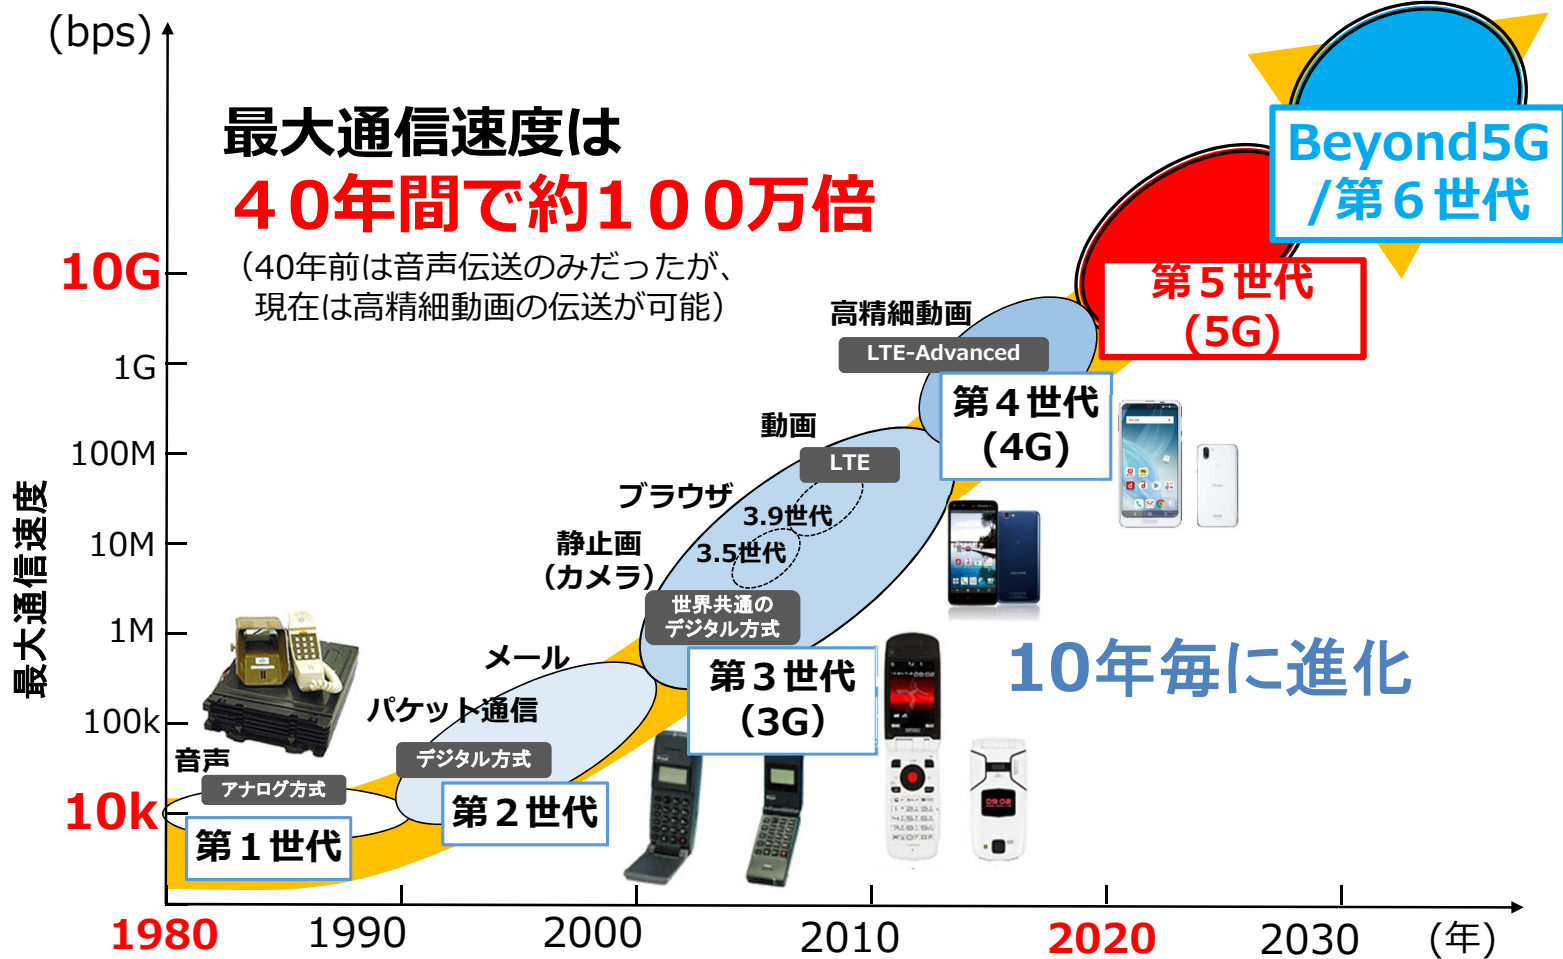 (bps)
最大通信速度は
４０年間で約１００万倍
（40年前は音声伝送のみだったが、
現在は高精細動画の伝送が可能）
Beyond5G
/第６世代
第５世代
(5G)
高精細動画
LTE-Advanced
第４世代
(4G)
動画
LTE
ブラウザ
3.9世代
静止画
（カメラ）
3.5世代
世界共通の
デジタル方式
第３世代
(3G)
メール
パケット通信
デジタル方式
第２世代
音声
アナログ方式
第１世代
10年毎に進化
最大通信速度
10G
1G
100M
10M
1M
100k
10k
1980
1990
2000
2010
2020
2030
(年)